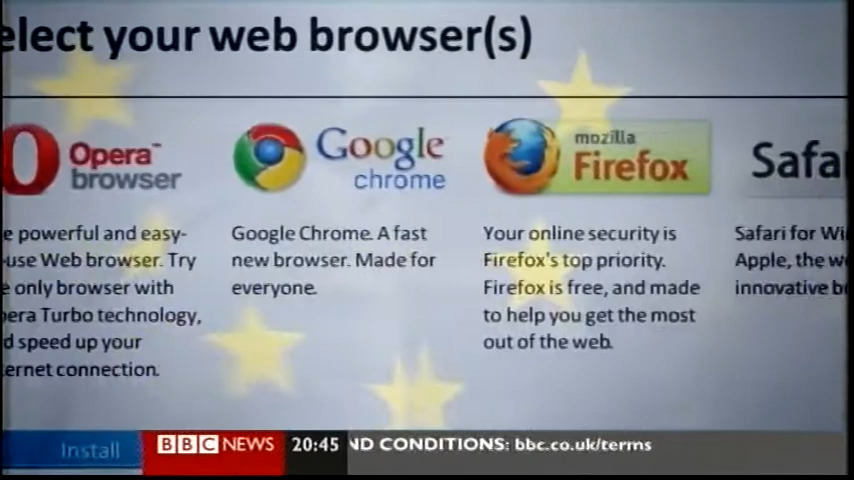 elect your web browser(s)
Opera™
browser
Google
chrome
mozilla
Firefox
Safa
e powerful and easy-
-use Web browser. Try
e only browser with
pera Turbo technology,
d speed up your
ternet connection.
Google Chrome. A fast
new browser. Made for
everyone.
Your online security is
Firefox's top priority.
Firefox is free, and made
to help you get the most
out of the web.
Safari for Wi
Apple, the w
innovative b
Install
BBC NEWS 20:45 ND CONDITIONS: bbc.co.uk/terms